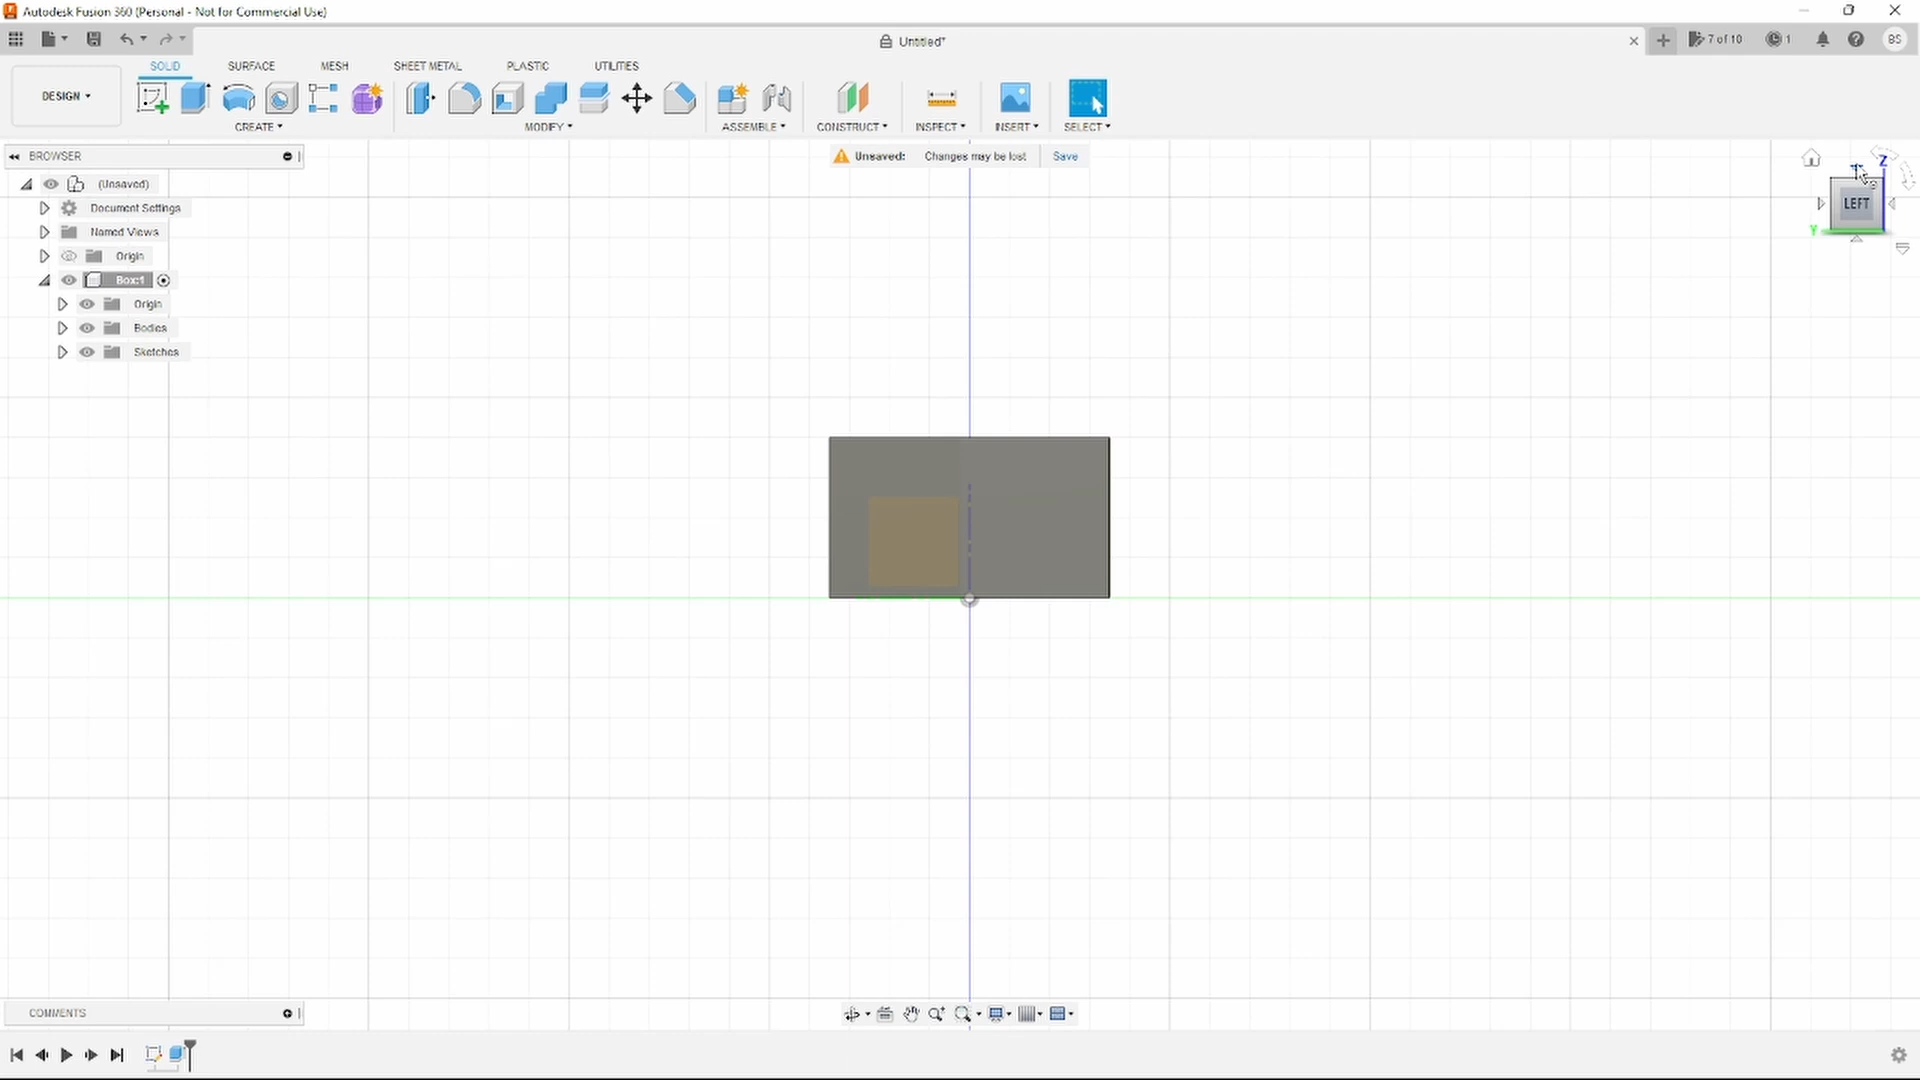 Autodesk Fusion 360 (Personal - Not for Commercial Use)
Untitled*
7 of 10
1
BS
DESIGN
SOLID
SURFACE
MESH
SHEET METAL
PLASTIC
UTILITIES
CREATE
MODIFY
ASSEMBLE
CONSTRUCT
INSPECT
INSERT
SELECT
BROWSER
Unsaved: Changes may be lost Save
(Unsaved)
Document Settings
Named Views
Origin
Box:1
Origin
Bodies
Sketches
Z
LEFT
Y
COMMENTS